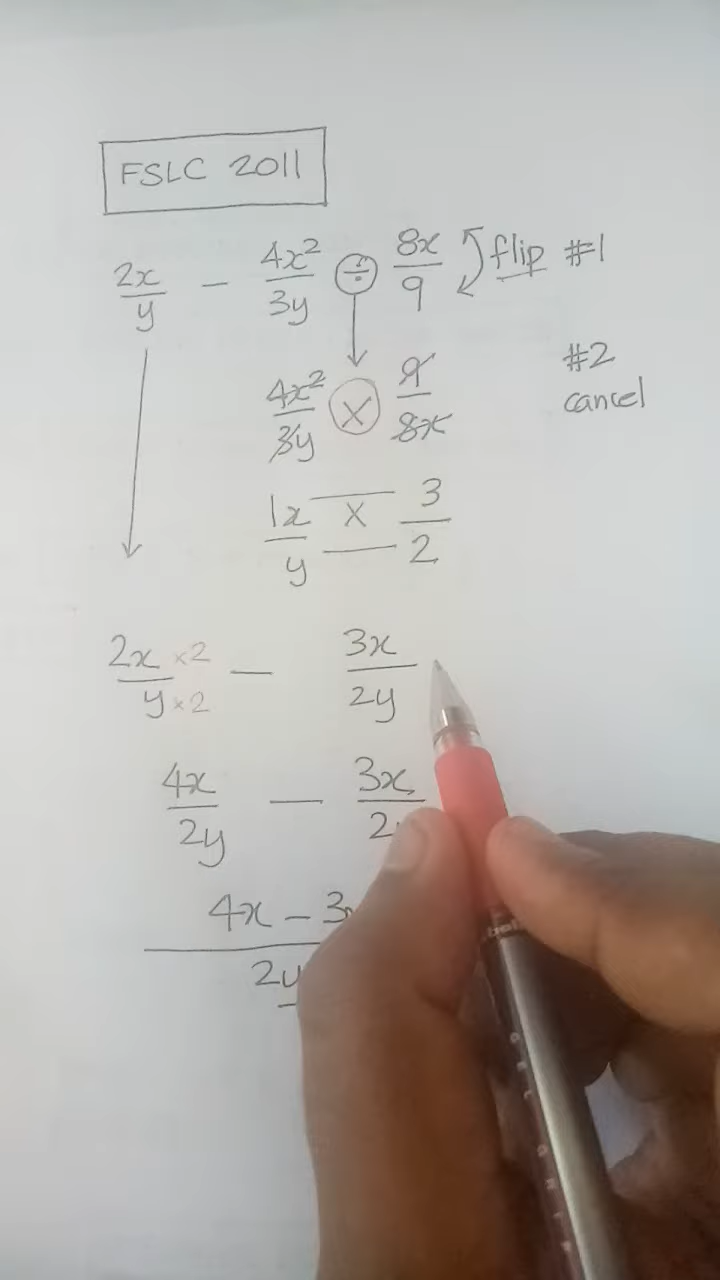 FSLC 2011
2x/y - 4x²/3y ÷ 8x/9 flip #1
#2
4x²/3y × 9/8x cancel
1x/y × 3/2
2x ×2/y ×2 - 3x/2y
4x/2y - 3x/2
4x - 3
2y